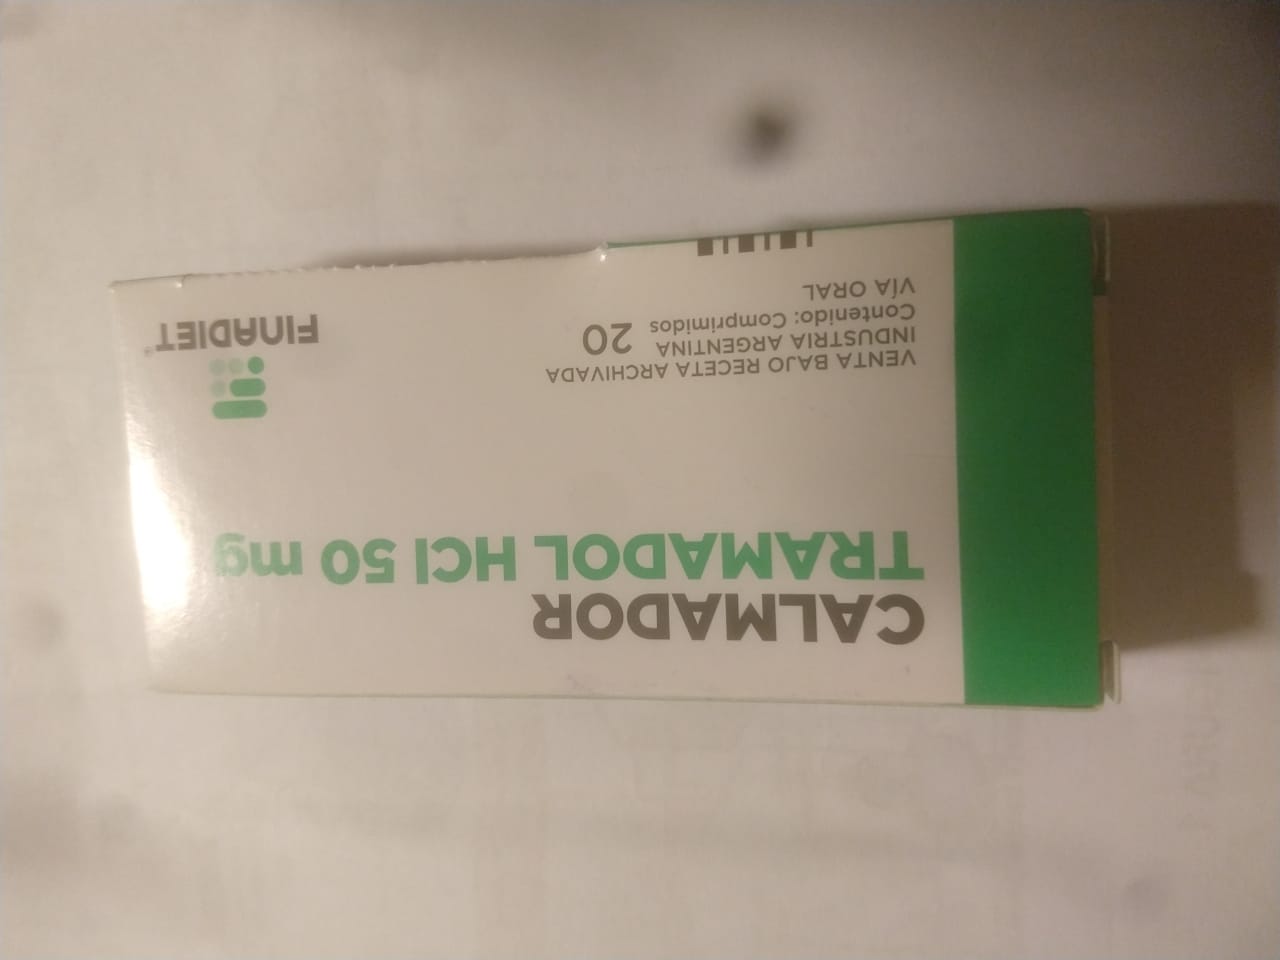 CALMADOR
TRAMADOL HCl 50 mg
VENTA BAJO RECETA ARCHIVADA
INDUSTRIA ARGENTINA
Contenido: Comprimidos 20
VÍA ORAL
FINADIET®